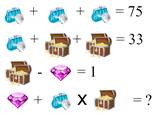 + + = 75
+ + = 33
- = 1
+ X = ?